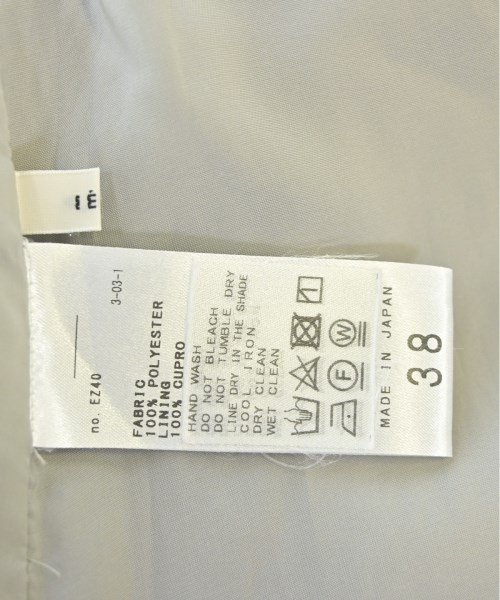 no. EZ40
3-03-1
FABRIC
100% POLYESTER
LINING
100% CUPRO
HAND WASH
DO NOT BLEACH
DO NOT TUMBLE DRY
LINE DRY IN THE SHADE
COOL IRON
DRY CLEAN
WET CLEAN
F
W
MADE IN JAPAN
38